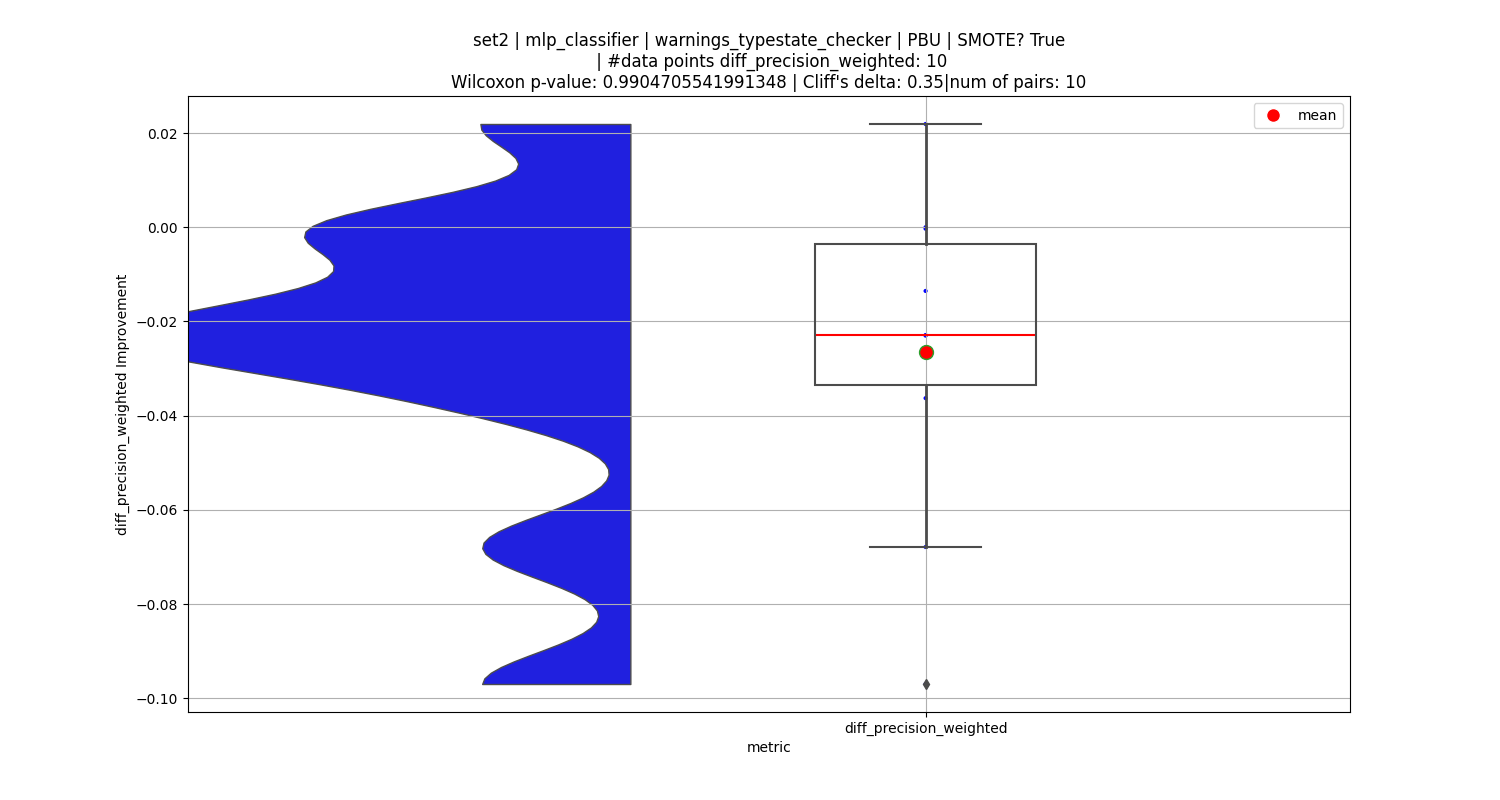 set2 | mlp_classifier | warnings_typestate_checker | PBU | SMOTE? True
| #data points diff_precision_weighted: 10
Wilcoxon p-value: 0.9904705541991348 | Cliff's delta: 0.35|num of pairs: 10
mean
0.02
0.00
−0.02
−0.04
−0.06
−0.08
−0.10
diff_precision_weighted Improvement
diff_precision_weighted
metric